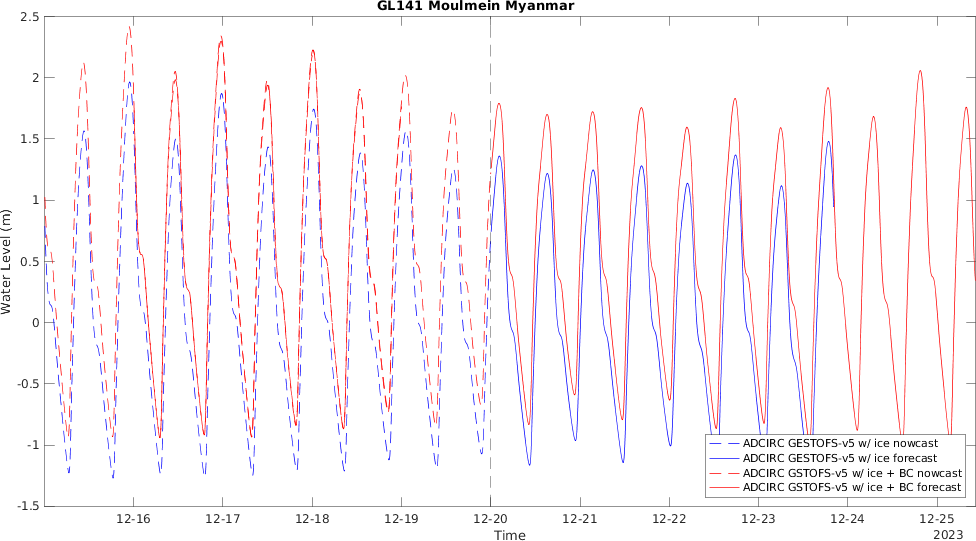 GL141 Moulmein Myanmar
2.5
2
1.5
1
0.5
0
-0.5
-1
-1.5
Water Level (m)
12-16 12-17 12-18 12-19 12-20 12-21 12-22 12-23 12-24 12-25
Time
2023
ADCIRC GESTOFS-v5 w/ ice nowcast
ADCIRC GESTOFS-v5 w/ ice forecast
ADCIRC GSTOFS-v5 w/ ice + BC nowcast
ADCIRC GSTOFS-v5 w/ ice + BC forecast